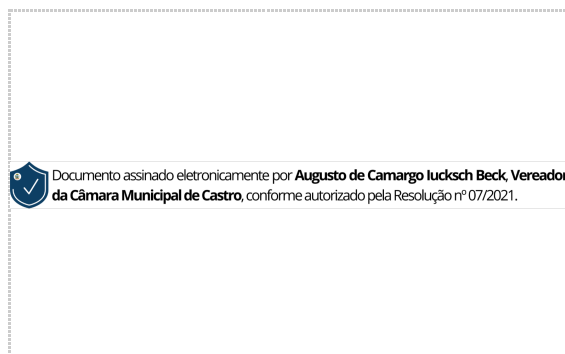 Documento assinado eletronicamente por Augusto de Camargo Iucksch Beck, Vereador
da Câmara Municipal de Castro, conforme autorizado pela Resolução nº 07/2021.